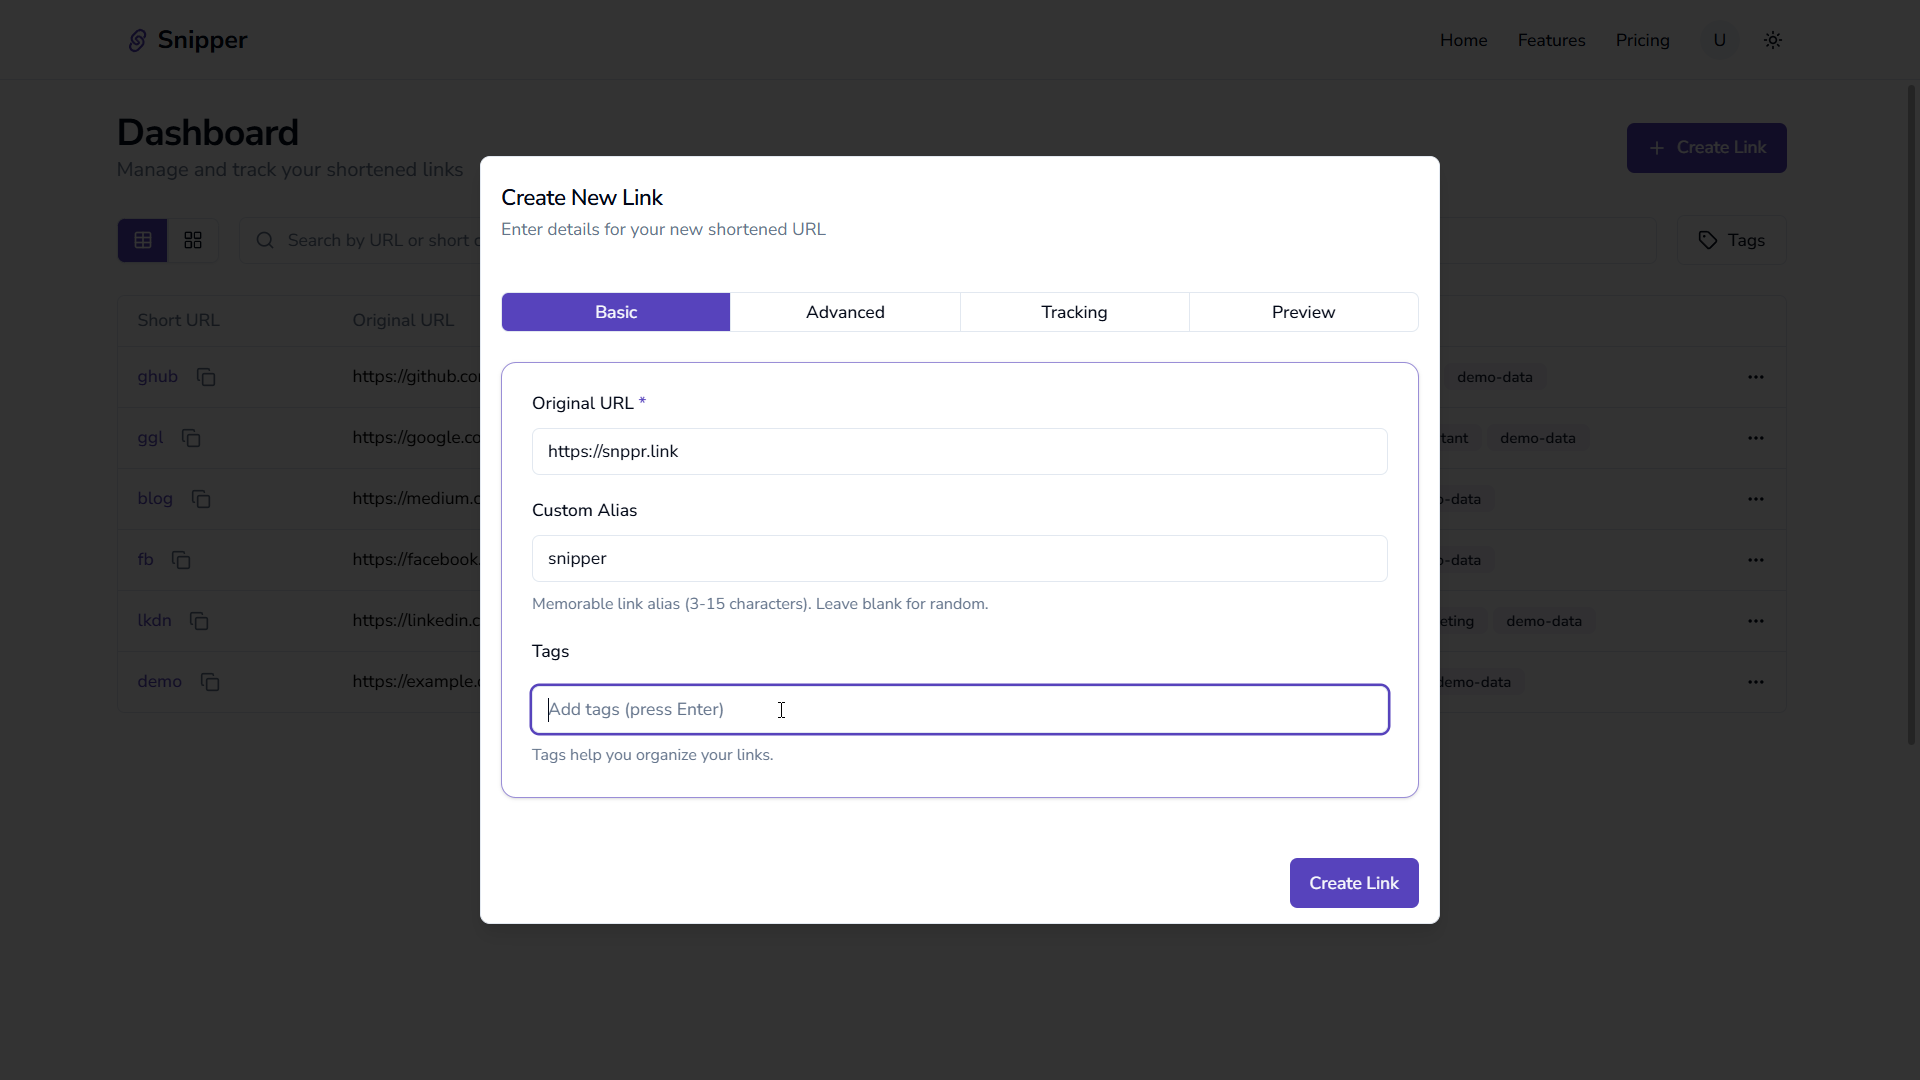 Snipper
Home Features Pricing U
Dashboard
Manage and track your shortened links
Create Link
Search by URL or short
Tags
Short URL Original URL
ghub https://github.co demo-data
ggl https://google.co tant demo-data
blog https://medium. -data
fb https://facebook. -data
lkdn https://linkedin. eting demo-data
demo https://example. demo-data
Create New Link
Enter details for your new shortened URL
Basic Advanced Tracking Preview
Original URL *
https://snppr.link
Custom Alias
snipper
Memorable link alias (3-15 characters). Leave blank for random.
Tags
Add tags (press Enter)
Tags help you organize your links.
Create Link